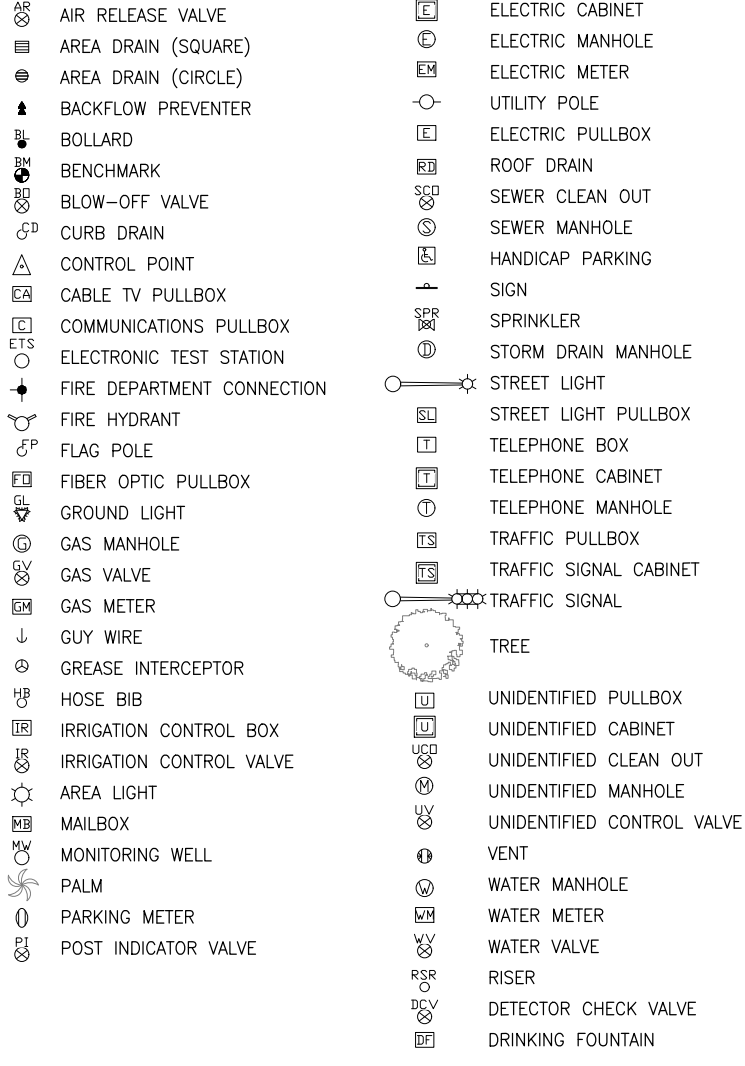 AR AIR RELEASE VALVE
AREA DRAIN (SQUARE)
AREA DRAIN (CIRCLE)
BACKFLOW PREVENTER
BL BOLLARD
BM BENCHMARK
BO BLOW-OFF VALVE
CD CURB DRAIN
CONTROL POINT
CA CABLE TV PULLBOX
C COMMUNICATIONS PULLBOX
ETS ELECTRONIC TEST STATION
FIRE DEPARTMENT CONNECTION
FIRE HYDRANT
FP FLAG POLE
FO FIBER OPTIC PULLBOX
GL GROUND LIGHT
G GAS MANHOLE
GV GAS VALVE
GM GAS METER
GUY WIRE
GREASE INTERCEPTOR
HB HOSE BIB
IR IRRIGATION CONTROL BOX
IR IRRIGATION CONTROL VALVE
AREA LIGHT
MB MAILBOX
MW MONITORING WELL
PALM
PARKING METER
PI POST INDICATOR VALVE
E ELECTRIC CABINET
E ELECTRIC MANHOLE
EM ELECTRIC METER
UTILITY POLE
E ELECTRIC PULLBOX
RD ROOF DRAIN
SCO SEWER CLEAN OUT
S SEWER MANHOLE
HANDICAP PARKING
SIGN
SPR SPRINKLER
D STORM DRAIN MANHOLE
STREET LIGHT
SL STREET LIGHT PULLBOX
T TELEPHONE BOX
T TELEPHONE CABINET
T TELEPHONE MANHOLE
TS TRAFFIC PULLBOX
TS TRAFFIC SIGNAL CABINET
TRAFFIC SIGNAL
TREE
U UNIDENTIFIED PULLBOX
U UNIDENTIFIED CABINET
UCO UNIDENTIFIED CLEAN OUT
M UNIDENTIFIED MANHOLE
UV UNIDENTIFIED CONTROL VALVE
VENT
W WATER MANHOLE
WM WATER METER
WV WATER VALVE
RSR RISER
DCV DETECTOR CHECK VALVE
DF DRINKING FOUNTAIN